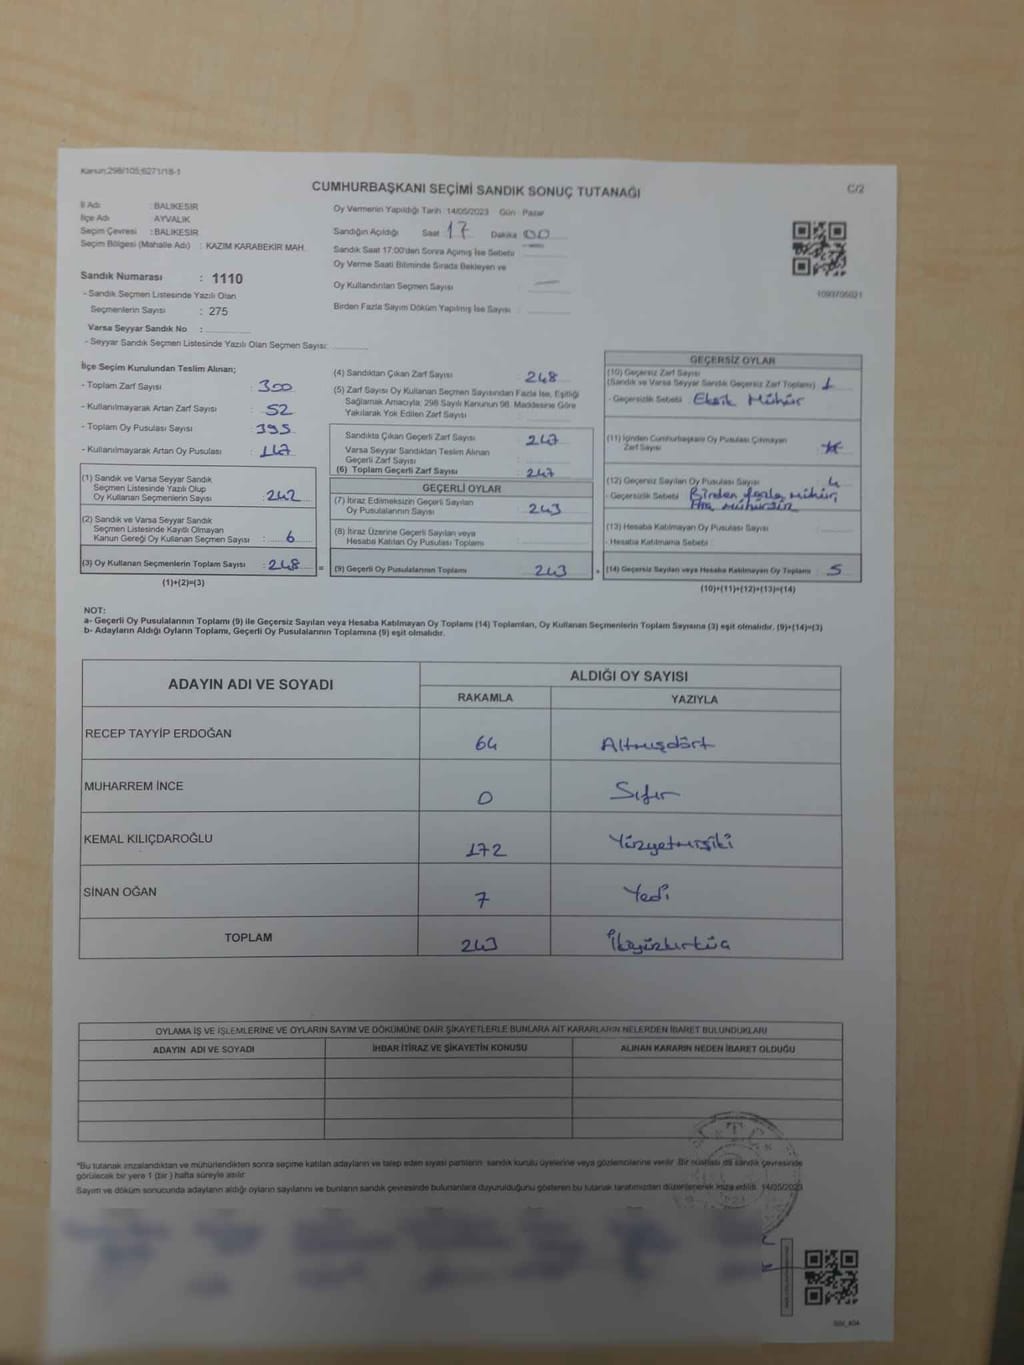 Kanun;298/105;6271/18-1
CUMHURBAŞKANI SEÇİMİ SANDIK SONUÇ TUTANAĞI
C/2
İl Adı : BALIKESİR
İlçe Adı : AYVALIK
Seçim Çevresi : BALIKESİR
Seçim Bölgesi (Mahalle Adı) : KAZIM KARABEKİR MAH.
Sandık Numarası : 1110
- Sandık Seçmen Listesinde Yazılı Olan
Seçmenlerin Sayısı : 275
Varsa Seyyar Sandık No :
- Seyyar Sandık Seçmen Listesinde Yazılı Olan Seçmen Sayısı:
Oy Vermenin Yapıldığı Tarih :14/05/2023 Gün : Pazar
Sandığın Açıldığı Saat 17 Dakika 00
Sandık Saat 17:00'den Sonra Açımış İse Sebebi :
Oy Verme Saati Bitiminde Sırada Bekleyen ve
Oy Kullandırılan Seçmen Sayısı :
Birden Fazla Sayım Döküm Yapılmış İse Sayısı :
1093705021
İlçe Seçim Kurulundan Teslim Alınan;
- Toplam Zarf Sayısı : 300
- Kullanılmayarak Artan Zarf Sayısı : 52
- Toplam Oy Pusulası Sayısı : 395
- Kullanılmayarak Artan Oy Pusulası : 147
(1) Sandık ve Varsa Seyyar Sandık
Seçmen Listesinde Yazılı Olup
Oy Kullanan Seçmenlerin Sayısı : 242
(2) Sandık ve Varsa Seyyar Sandık
Seçmen Listesinde Kayıtlı Olmayan
Kanun Gereği Oy Kullanan Seçmen Sayısı : 6
(3) Oy Kullanan Seçmenlerin Toplam Sayısı : 248
(1)+(2)=(3)
(4) Sandıktan Çıkan Zarf Sayısı : 248
(5) Zarf Sayısı Oy Kullanan Seçmen Sayısından Fazla İse, Eşitliği
Sağlamak Amacıyla, 298 Sayılı Kanunun 98. Maddesine Göre
Yakılarak Yok Edilen Zarf Sayısı :
Sandıkta Çıkan Geçerli Zarf Sayısı : 247
Varsa Seyyar Sandıktan Teslim Alınan
Geçerli Zarf Sayısı :
(6) Toplam Geçerli Zarf Sayısı : 247
GEÇERLİ OYLAR
(7) İtiraz Edilmeksizin Geçerli Sayılan
Oy Pusulalarının Sayısı : 243
(8) İtiraz Üzerine Geçerli Sayılan veya
Hesaba Katılan Oy Pusulası Toplamı :
= (9) Geçerli Oy Pusulalarının Toplamı 243
GEÇERSİZ OYLAR
(10) Geçersiz Zarf Sayısı
(Sandık ve Varsa Seyyar Sandık Geçersiz Zarf Toplamı) 1
- Geçersizlik Sebebi : Eksik Mühür
(11) İçinden Cumhurbaşkanı Oy Pusulası Çıkmayan
Zarf Sayısı
(12) Geçersiz Sayılan Oy Pusulası Sayısı : 4
- Geçersizlik Sebebi : Birden fazla mühür,
(13) Hesaba Katılmayan Oy Pusulası Sayısı :
- Hesaba Katılmama Sebebi :
+ (14) Geçersiz Sayılan veya Hesaba Katılmayan Oy Toplamı : 5
(10)+(11)+(12)+(13)=(14)
NOT:
a- Geçerli Oy Pusulalarının Toplamı (9) ile Geçersiz Sayılan veya Hesaba Katılmayan Oy Toplamı (14) Toplamları, Oy Kullanan Seçmenlerin Toplam Sayısına (3) eşit olmalıdır. (9)+(14)=(3)
b- Adayların Aldığı Oyların Toplamı, Geçerli Oy Pusulalarının Toplamına (9) eşit olmalıdır.
ADAYIN ADI VE SOYADI
ALDIĞI OY SAYISI
RAKAMLA YAZIYLA
RECEP TAYYİP ERDOĞAN 64 Altmışdört
MUHARREM İNCE 0 Sıfır
KEMAL KILIÇDAROĞLU 172 Yüzyetmişiki
SİNAN OĞAN 7 Yedi
TOPLAM 243 İkiyüzkırküç
OYLAMA İŞ VE İŞLEMLERİNE VE OYLARIN SAYIM VE DÖKÜMÜNE DAİR ŞİKAYETLERLE BUNLARA AİT KARARLARIN NELERDEN İBARET BULUNDUKLARI
ADAYIN ADI VE SOYADI İHBAR İTİRAZ VE ŞİKAYETİN KONUSU ALINAN KARARIN NEDEN İBARET OLDUĞU
*Bu tutanak imzalandıktan ve mühürlendikten sonra seçime katılan adayların ve talep eden siyasi partilerin sandık kurulu üyelerine veya gözlemcilerine verilir. Bir nüshası da sandık çevresinde
görülecek bir yere 1 (bir ) hafta süreyle asılır.
Sayım ve döküm sonucunda adayların aldığı oyların sayılarını ve bunların sandık çevresinde bulunanlara duyurulduğunu gösteren bu tutanak tarafımızdan düzenlenerek imza edildi. 14/05/2023